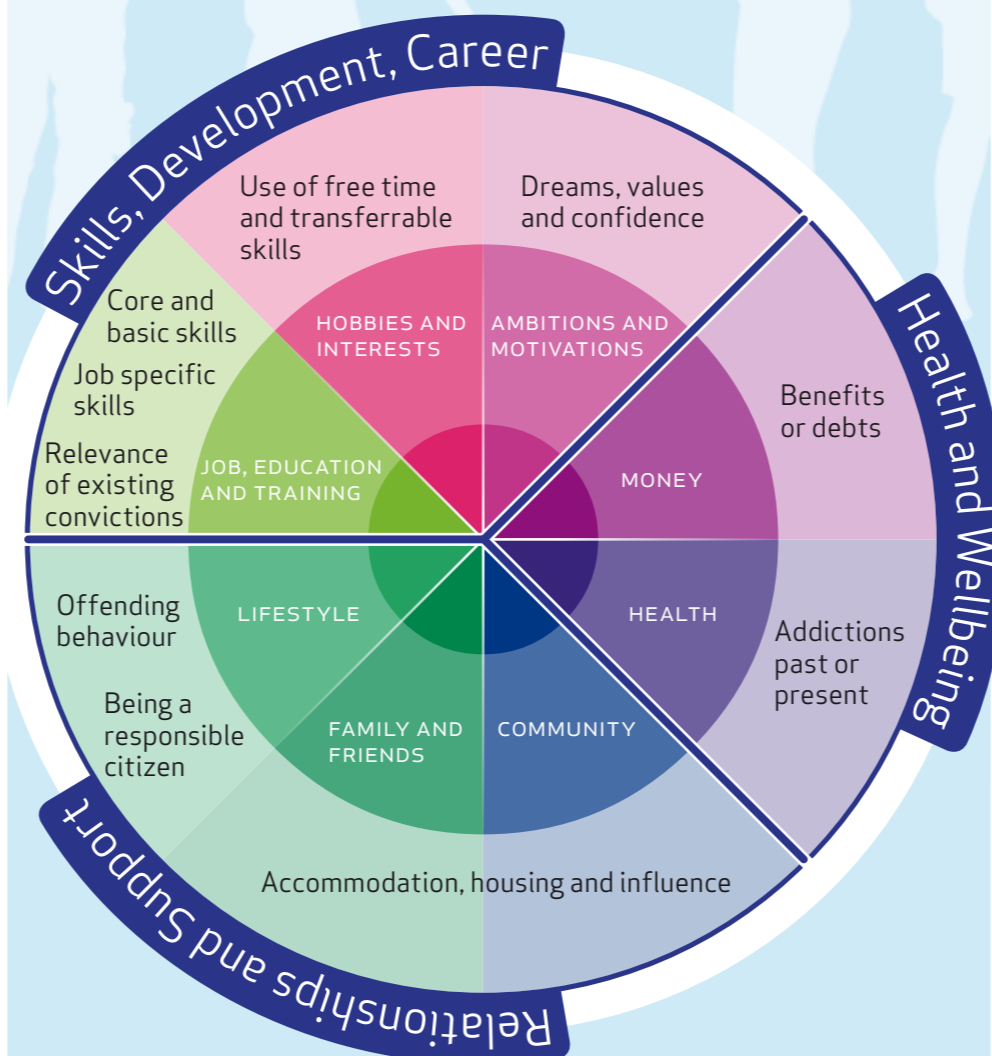 Skills, Development, Career
Use of free time
and transferrable
skills
Dreams, values
and confidence
HOBBIES AND
INTERESTS
AMBITIONS AND
MOTIVATIONS
Core and
basic skills
Job specific
skills
Relevance
of existing
convictions
JOB, EDUCATION
AND TRAINING
MONEY
Benefits
or debts
Health and Wellbeing
HEALTH
Addictions
past or
present
Offending
behaviour
LIFESTYLE
Being a
responsible
citizen
FAMILY AND
FRIENDS
COMMUNITY
Accommodation, housing and influence
Relationships and Support